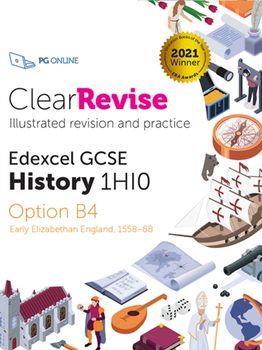 PG ONLINE
2021
Winner
ClearRevise
Illustrated revision and practice
Edexcel GCSE
History 1HI0
Option B4
Early Elizabethan England, 1558–88